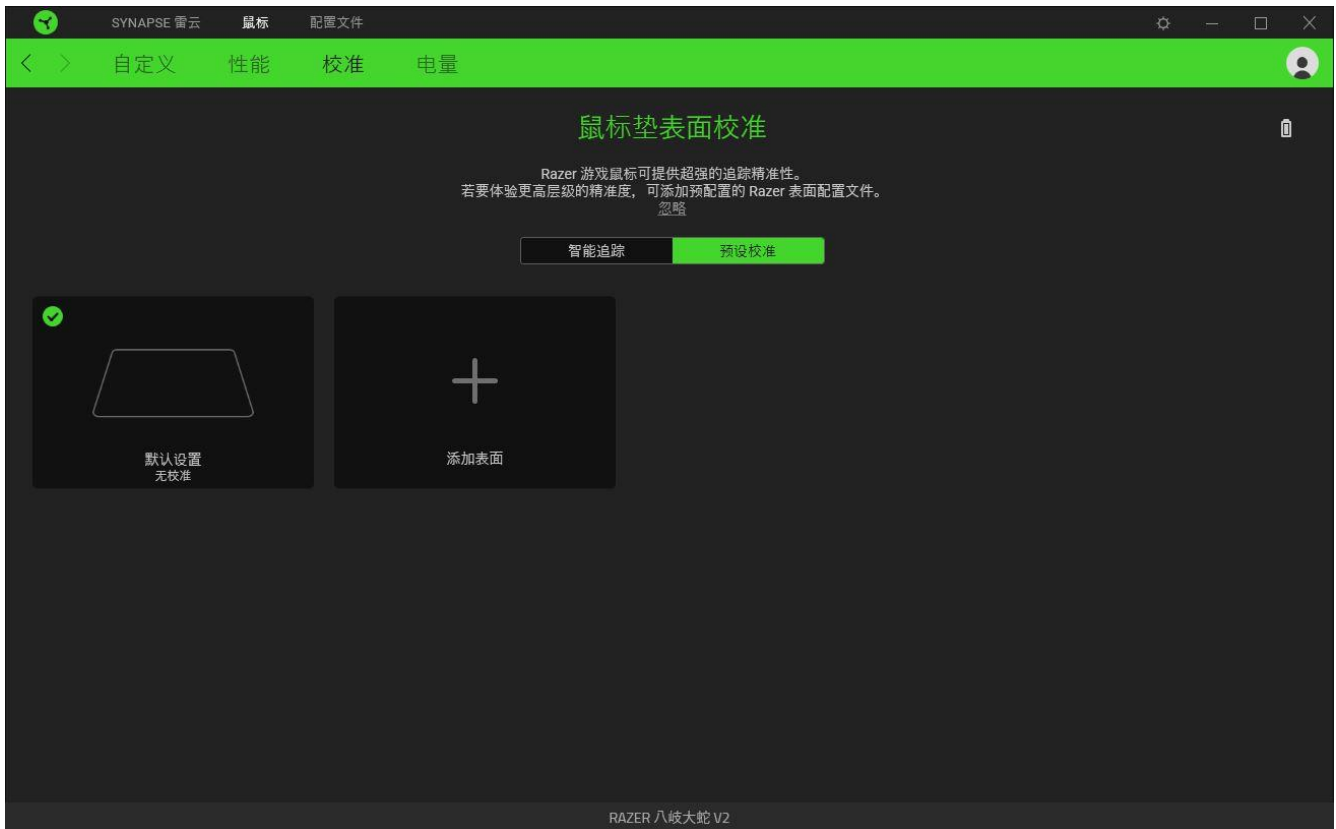 SYNAPSE 雷云 鼠标 配置文件
自定义 性能 校准 电量
鼠标垫表面校准
Razer 游戏鼠标可提供超强的追踪精准性。
若要体验更高层级的精准度，可添加预配置的 Razer 表面配置文件。
忽略
智能追踪 预设校准
默认设置
无校准
添加表面
RAZER 八岐大蛇 V2